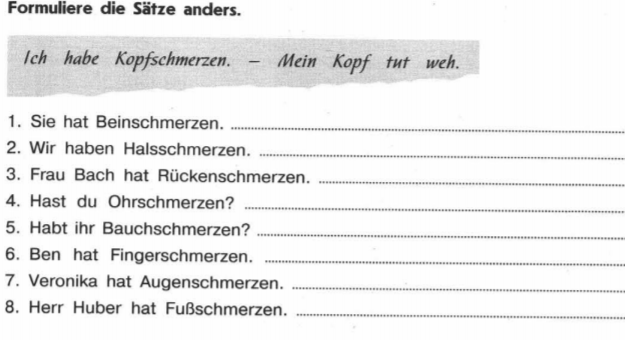 Formuliere die Sätze anders.
Ich habe Kopfschmerzen. – Mein Kopf tut weh.
1. Sie hat Beinschmerzen.
2. Wir haben Halsschmerzen.
3. Frau Bach hat Rückenschmerzen.
4. Hast du Ohrschmerzen?
5. Habt ihr Bauchschmerzen?
6. Ben hat Fingerschmerzen.
7. Veronika hat Augenschmerzen.
8. Herr Huber hat Fußschmerzen.